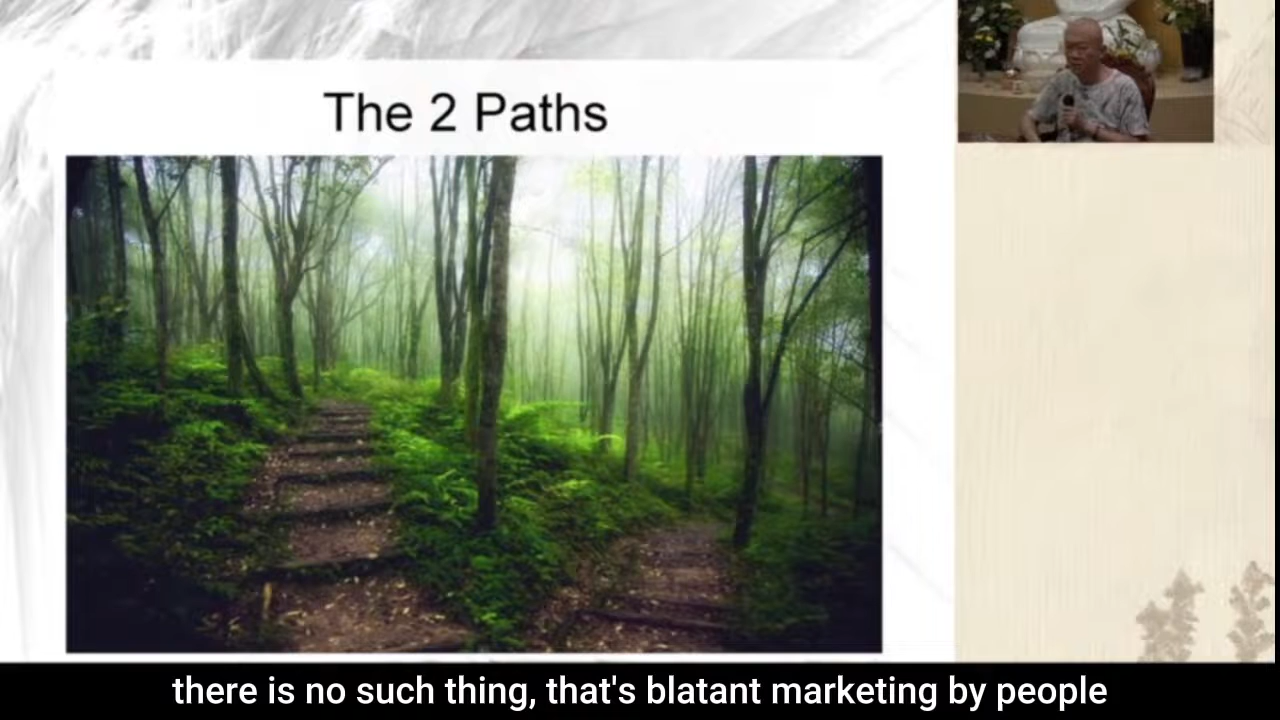 The 2 Paths
there is no such thing, that's blatant marketing by people